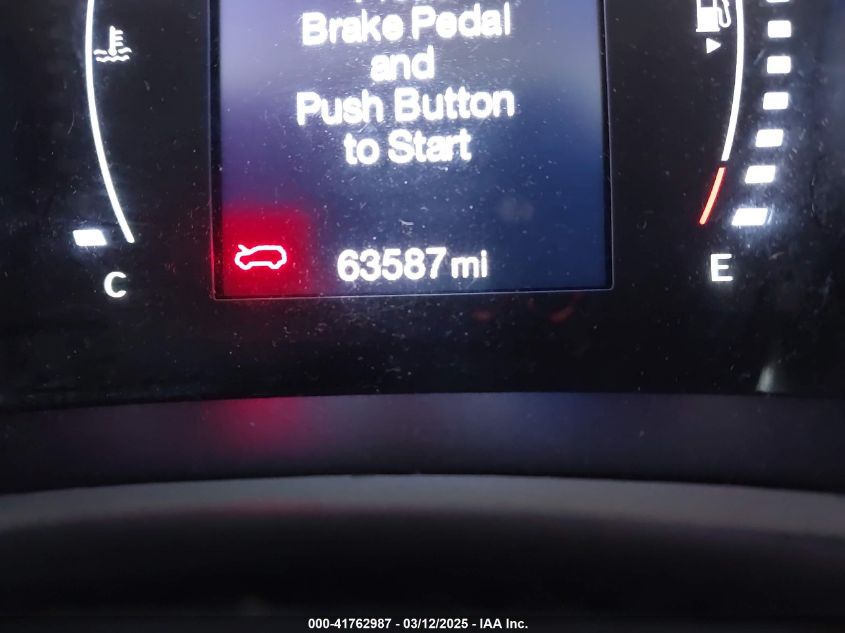 Brake Pedal
and
Push Button
to Start
63587 mi
C
E
000-41762987 - 03/12/2025 - IAA Inc.